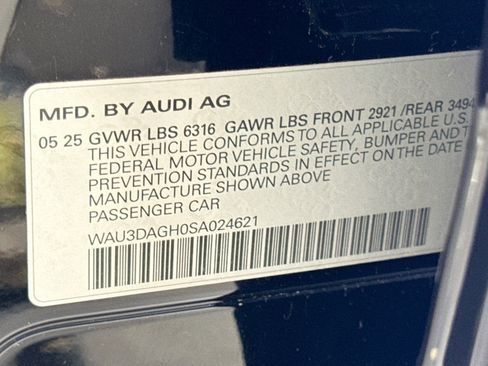 MFD. BY AUDI AG
05 25 GVWR LBS 6316 GAWR LBS FRONT 2921 /REAR 3494
THIS VEHICLE CONFORMS TO ALL APPLICABLE U.S.
FEDERAL MOTOR VEHICLE SAFETY, BUMPER AND
PREVENTION STANDARDS IN EFFECT ON THE DATE
MANUFACTURE SHOWN ABOVE
PASSENGER CAR
WAU3DAGH0SA024621